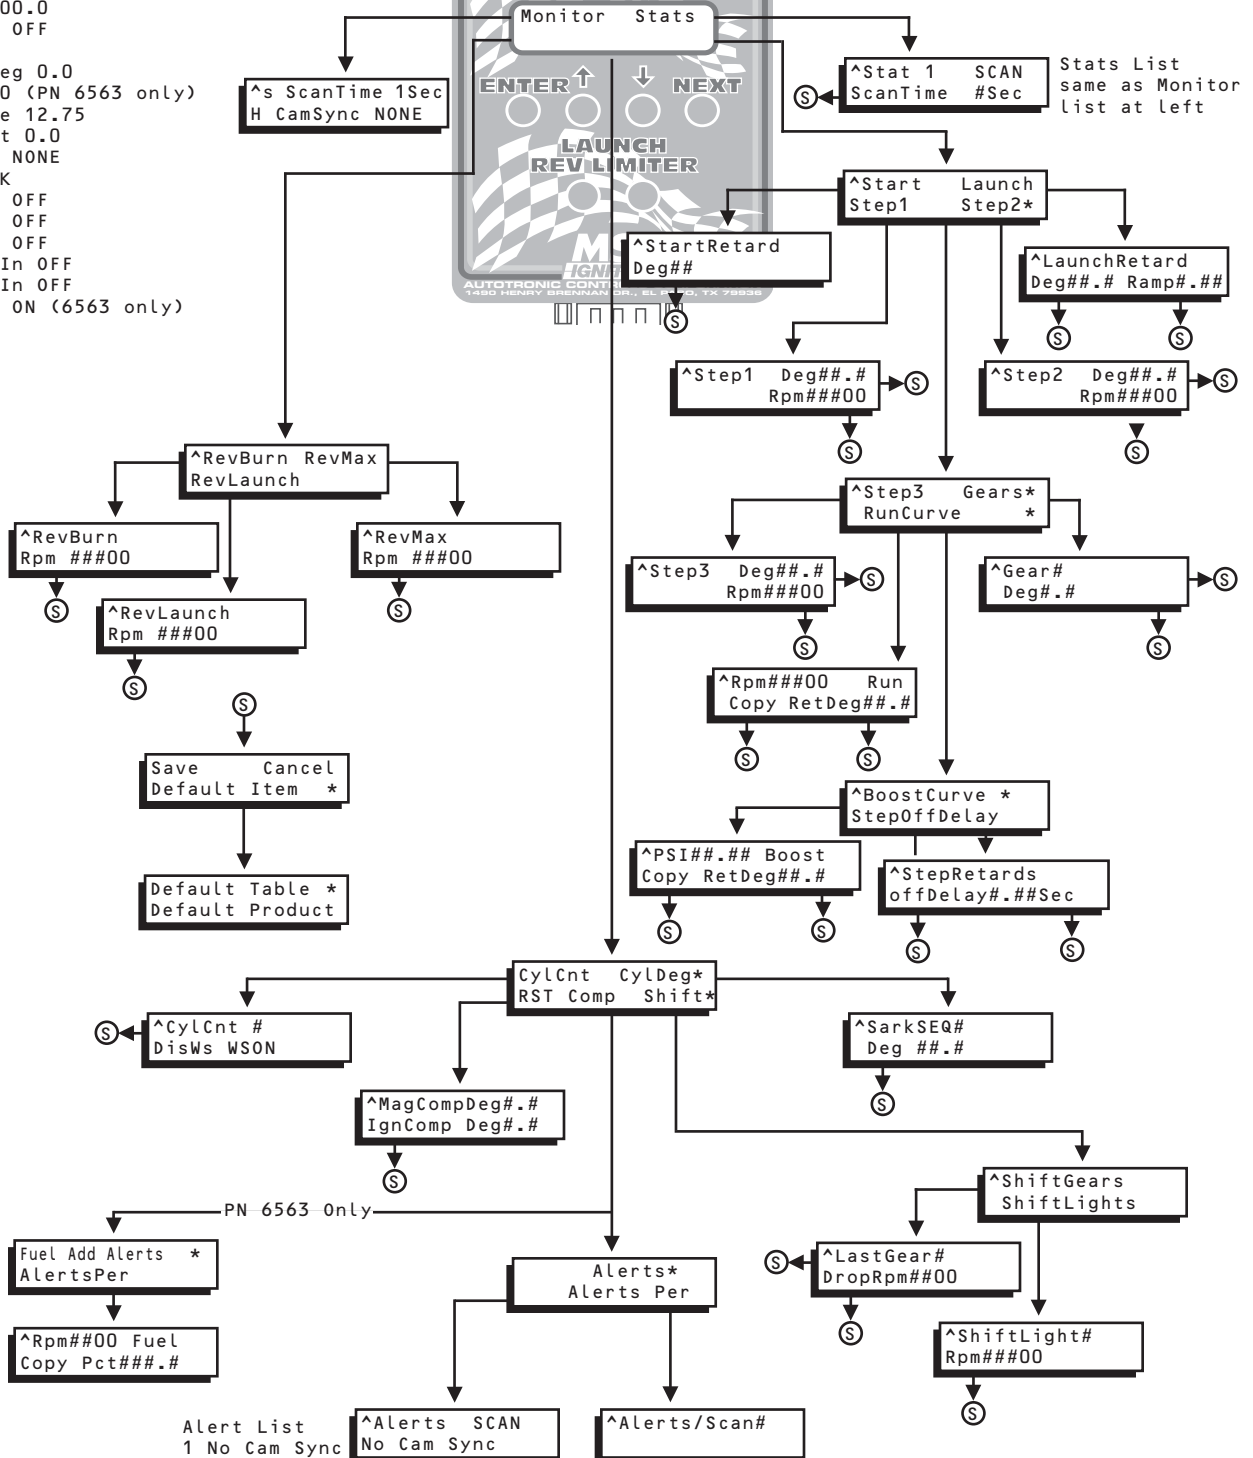 00.0
OFF
eg 0.0
0 (PN 6563 only)
e 12.75
t 0.0
NONE
K
OFF
OFF
OFF
In OFF
In OFF
ON (6563 only)
Monitor Stats
ENTER ↑ ↓ NEXT
LAUNCH
REV LIMITER
AUTOTRONIC CONTR
1490 HENRY BRENNAN DR., EL PASO, TX 79936
^s ScanTime 1Sec
H CamSync NONE
^Stat 1 SCAN
ScanTime #Sec
S
Stats List
same as Monitor
list at left
^Start Launch
Step1 Step2*
^StartRetard
Deg##
S
^LaunchRetard
Deg##.# Ramp#.##
S S
^Step1 Deg##.#
Rpm###00
S
S
^Step2 Deg##.#
Rpm###00
S
S
^RevBurn RevMax
RevLaunch
^RevBurn
Rpm ###00
S
^RevMax
Rpm ###00
S
^RevLaunch
Rpm ###00
S
^Step3 Gears*
RunCurve *
^Step3 Deg##.#
Rpm###00
S
S
^Gear#
Deg#.#
S
S
^Rpm###00 Run
Copy RetDeg##.#
S S
S
Save Cancel
Default Item *
Default Table *
Default Product
^BoostCurve *
StepOffDelay
^PSI##.## Boost
Copy RetDeg##.#
S S
^StepRetards
offDelay#.##Sec
S S
CylCnt CylDeg*
RST Comp Shift*
S
^CylCnt #
DisWs WSON
^SarkSEQ#
Deg ##.#
S
^MagCompDeg#.#
IgnComp Deg#.#
S
^ShiftGears
ShiftLights
PN 6563 Only
Fuel Add Alerts *
AlertsPer
^Rpm##00 Fuel
Copy Pct###.#
Alerts*
Alerts Per
S
^LastGear#
DropRpm##00
S
^ShiftLight#
Rpm###00
S
Alert List
1 No Cam Sync
^Alerts SCAN
No Cam Sync
^Alerts/Scan#